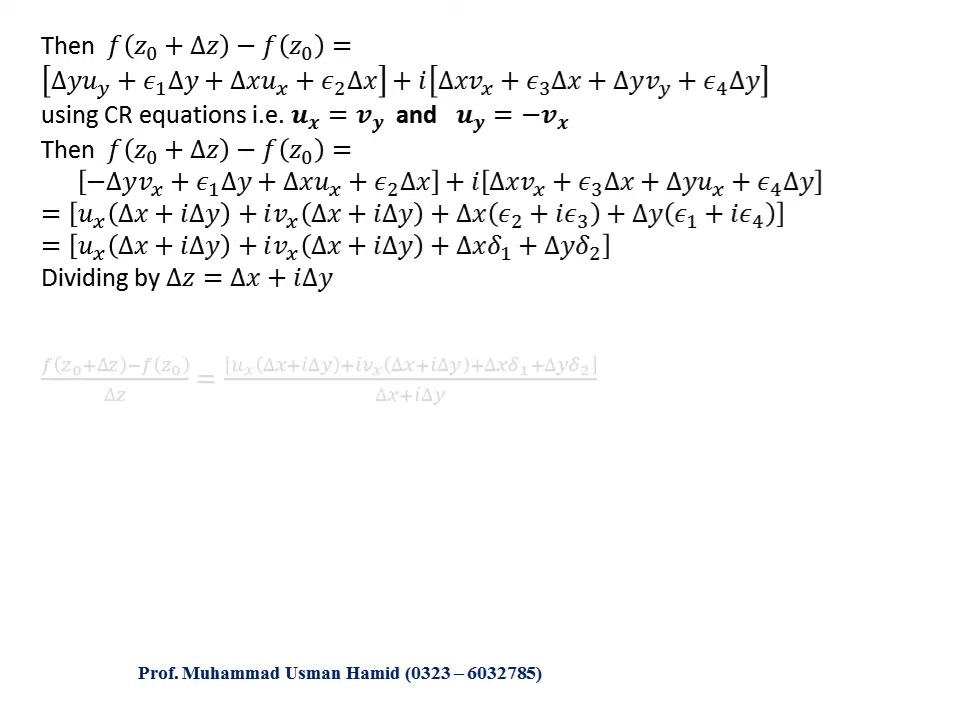 Then f(z₀ + Δz) − f(z₀) =
[Δyu_y + ϵ₁Δy + Δxu_x + ϵ₂Δx] + i[Δxv_x + ϵ₃Δx + Δyv_y + ϵ₄Δy]
using CR equations i.e. u_x = v_y and u_y = −v_x
Then f(z₀ + Δz) − f(z₀) =
[−Δyv_x + ϵ₁Δy + Δxu_x + ϵ₂Δx] + i[Δxv_x + ϵ₃Δx + Δyu_x + ϵ₄Δy]
= [u_x(Δx + iΔy) + iv_x(Δx + iΔy) + Δx(ϵ₂ + iϵ₃) + Δy(ϵ₁ + iϵ₄)]
= [u_x(Δx + iΔy) + iv_x(Δx + iΔy) + Δxδ₁ + Δyδ₂]
Dividing by Δz = Δx + iΔy
(f(z₀+Δz)−f(z₀))/Δz = [u_x(Δx+iΔy)+iv_x(Δx+iΔy)+Δxδ₁+Δyδ₂]/(Δx+iΔy)
Prof. Muhammad Usman Hamid (0323 – 6032785)